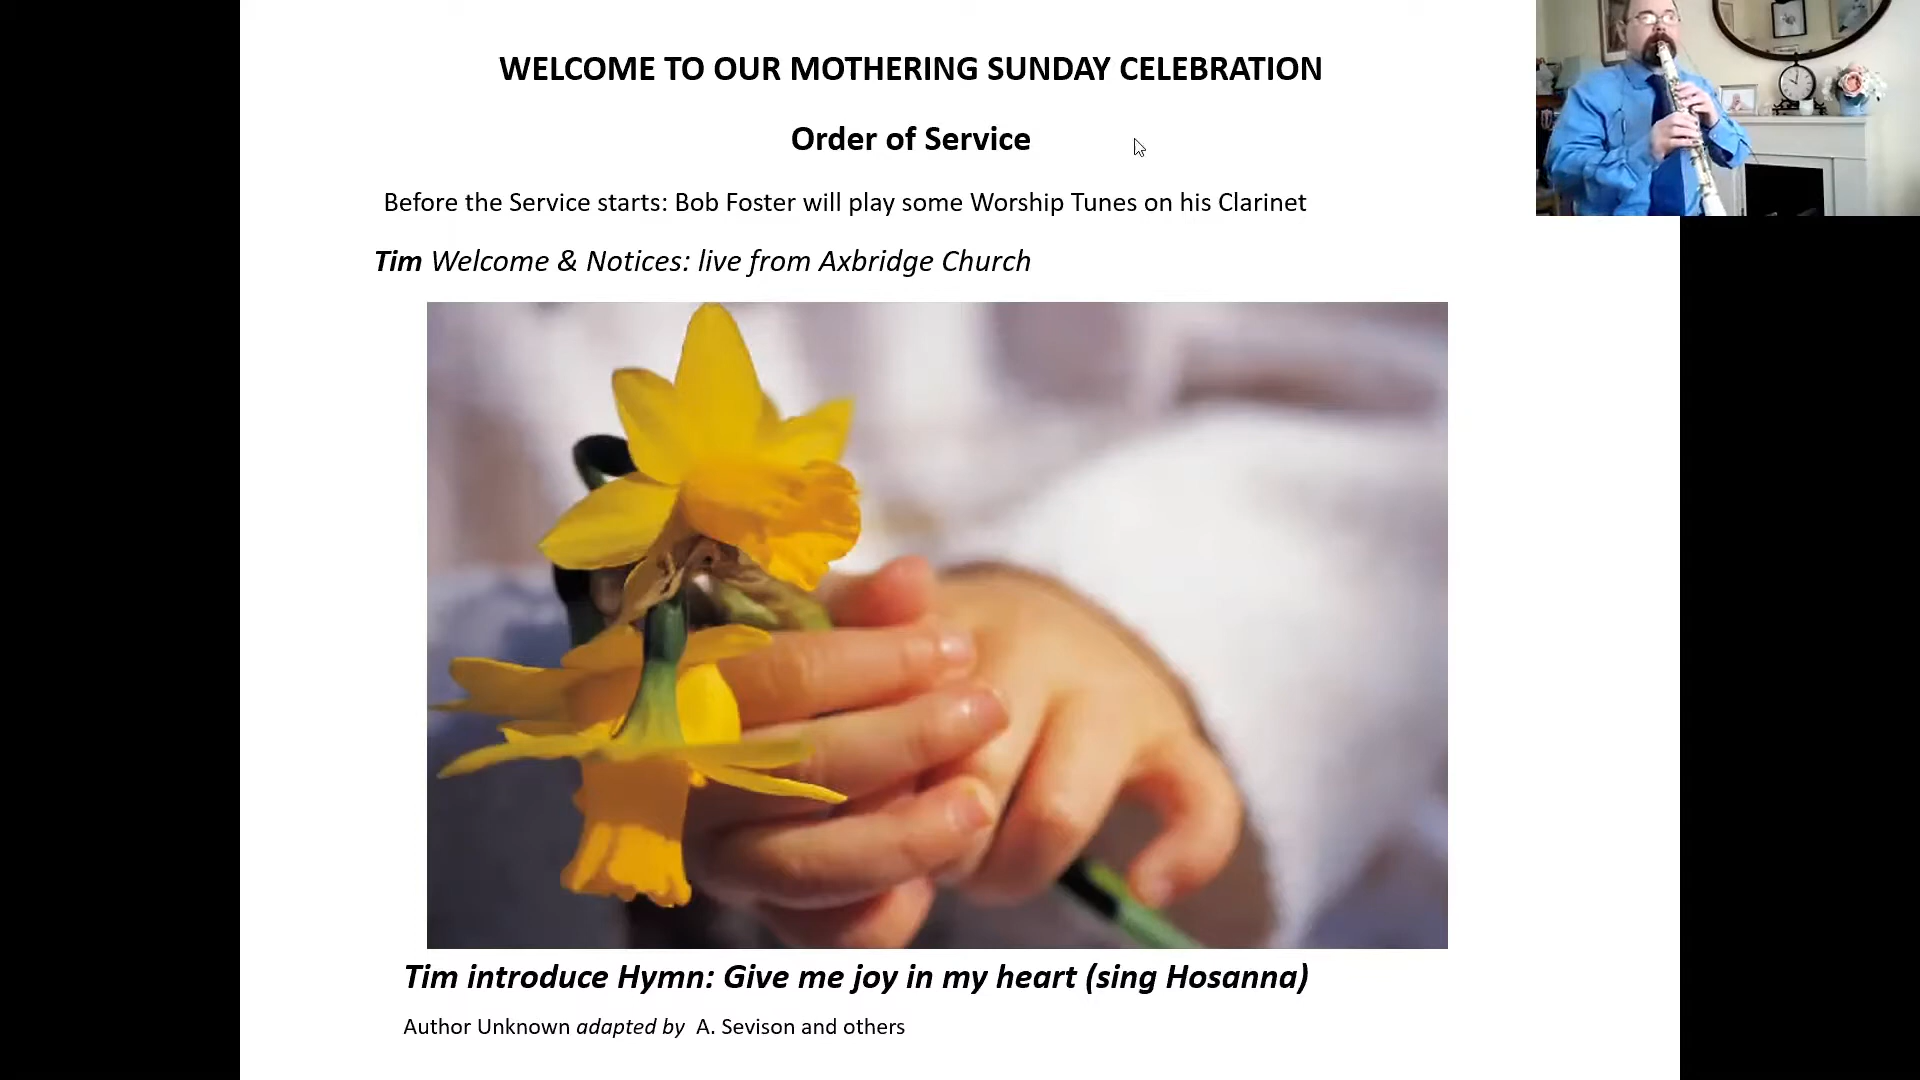 WELCOME TO OUR MOTHERING SUNDAY CELEBRATION
Order of Service
Before the Service starts: Bob Foster will play some Worship Tunes on his Clarinet
Tim Welcome & Notices: live from Axbridge Church
Tim introduce Hymn: Give me joy in my heart (sing Hosanna)
Author Unknown adapted by A. Sevison and others